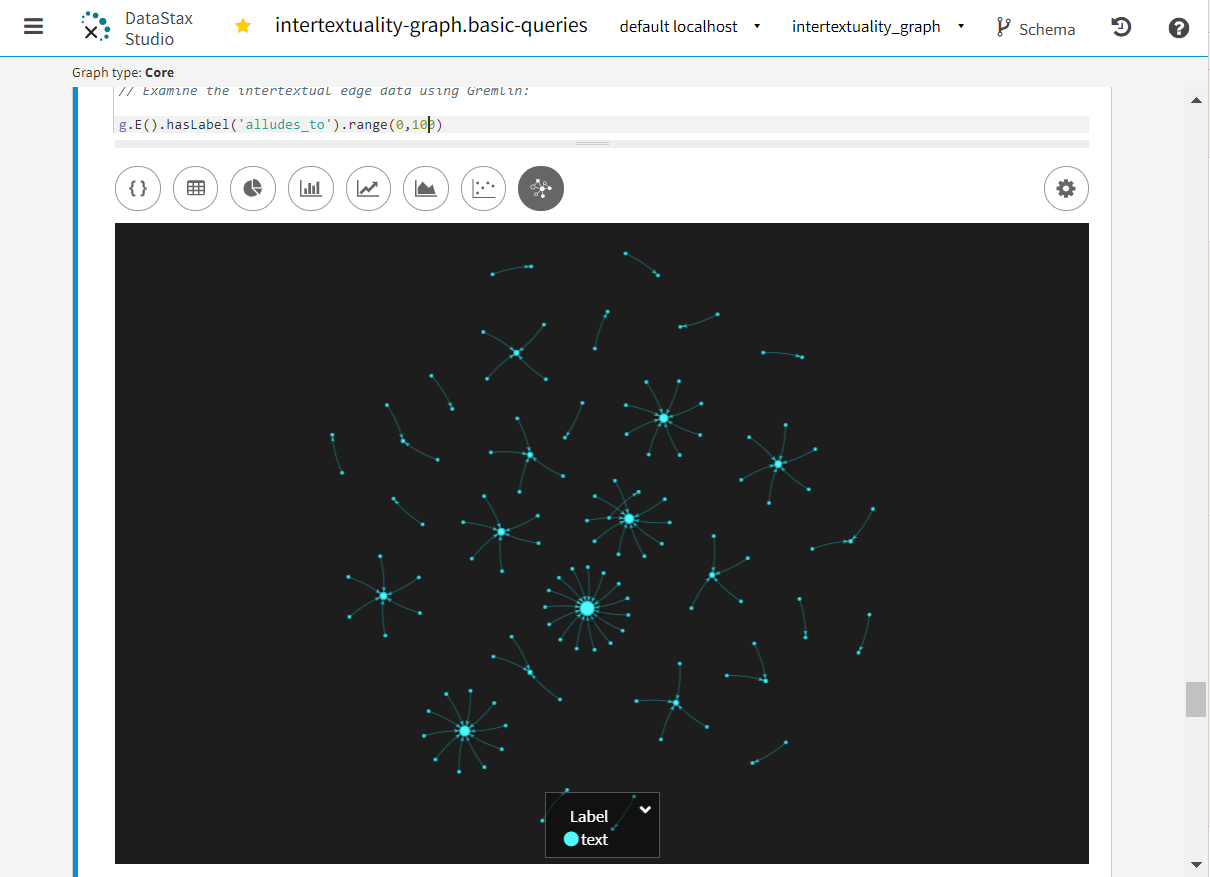 DataStax
Studio
intertextuality-graph.basic-queries
default localhost
intertextuality_graph
Schema
?
Graph type: Core
// Examine the intertextual edge data using Gremlin:
g.E().hasLabel('alludes_to').range(0,100)
{}
Label
text